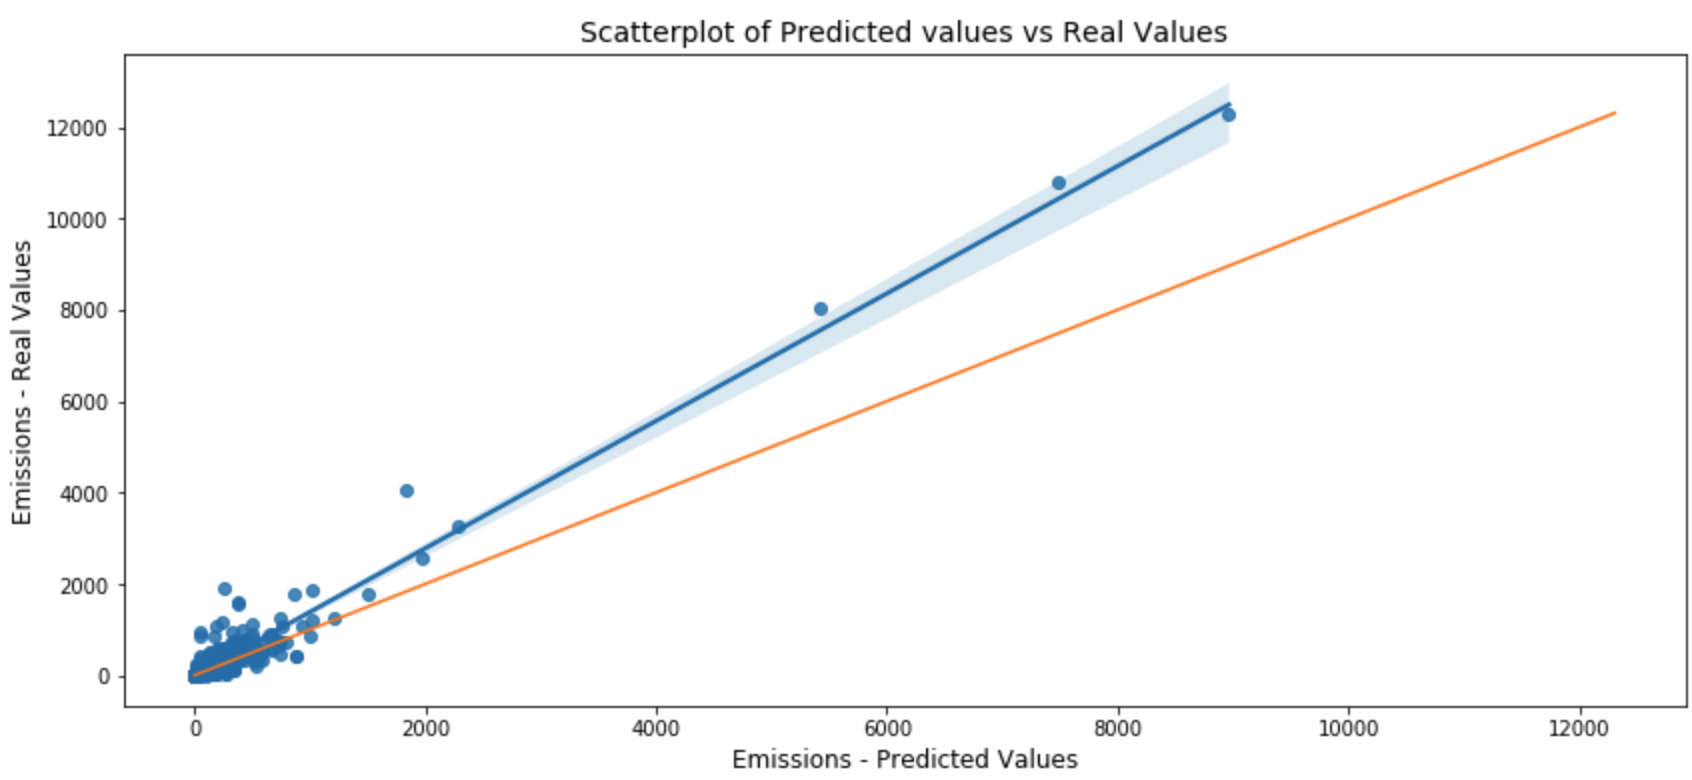 Scatterplot of Predicted values vs Real Values
Emissions - Real Values
12000
10000
8000
6000
4000
2000
0
0 2000 4000 6000 8000 10000 12000
Emissions - Predicted Values